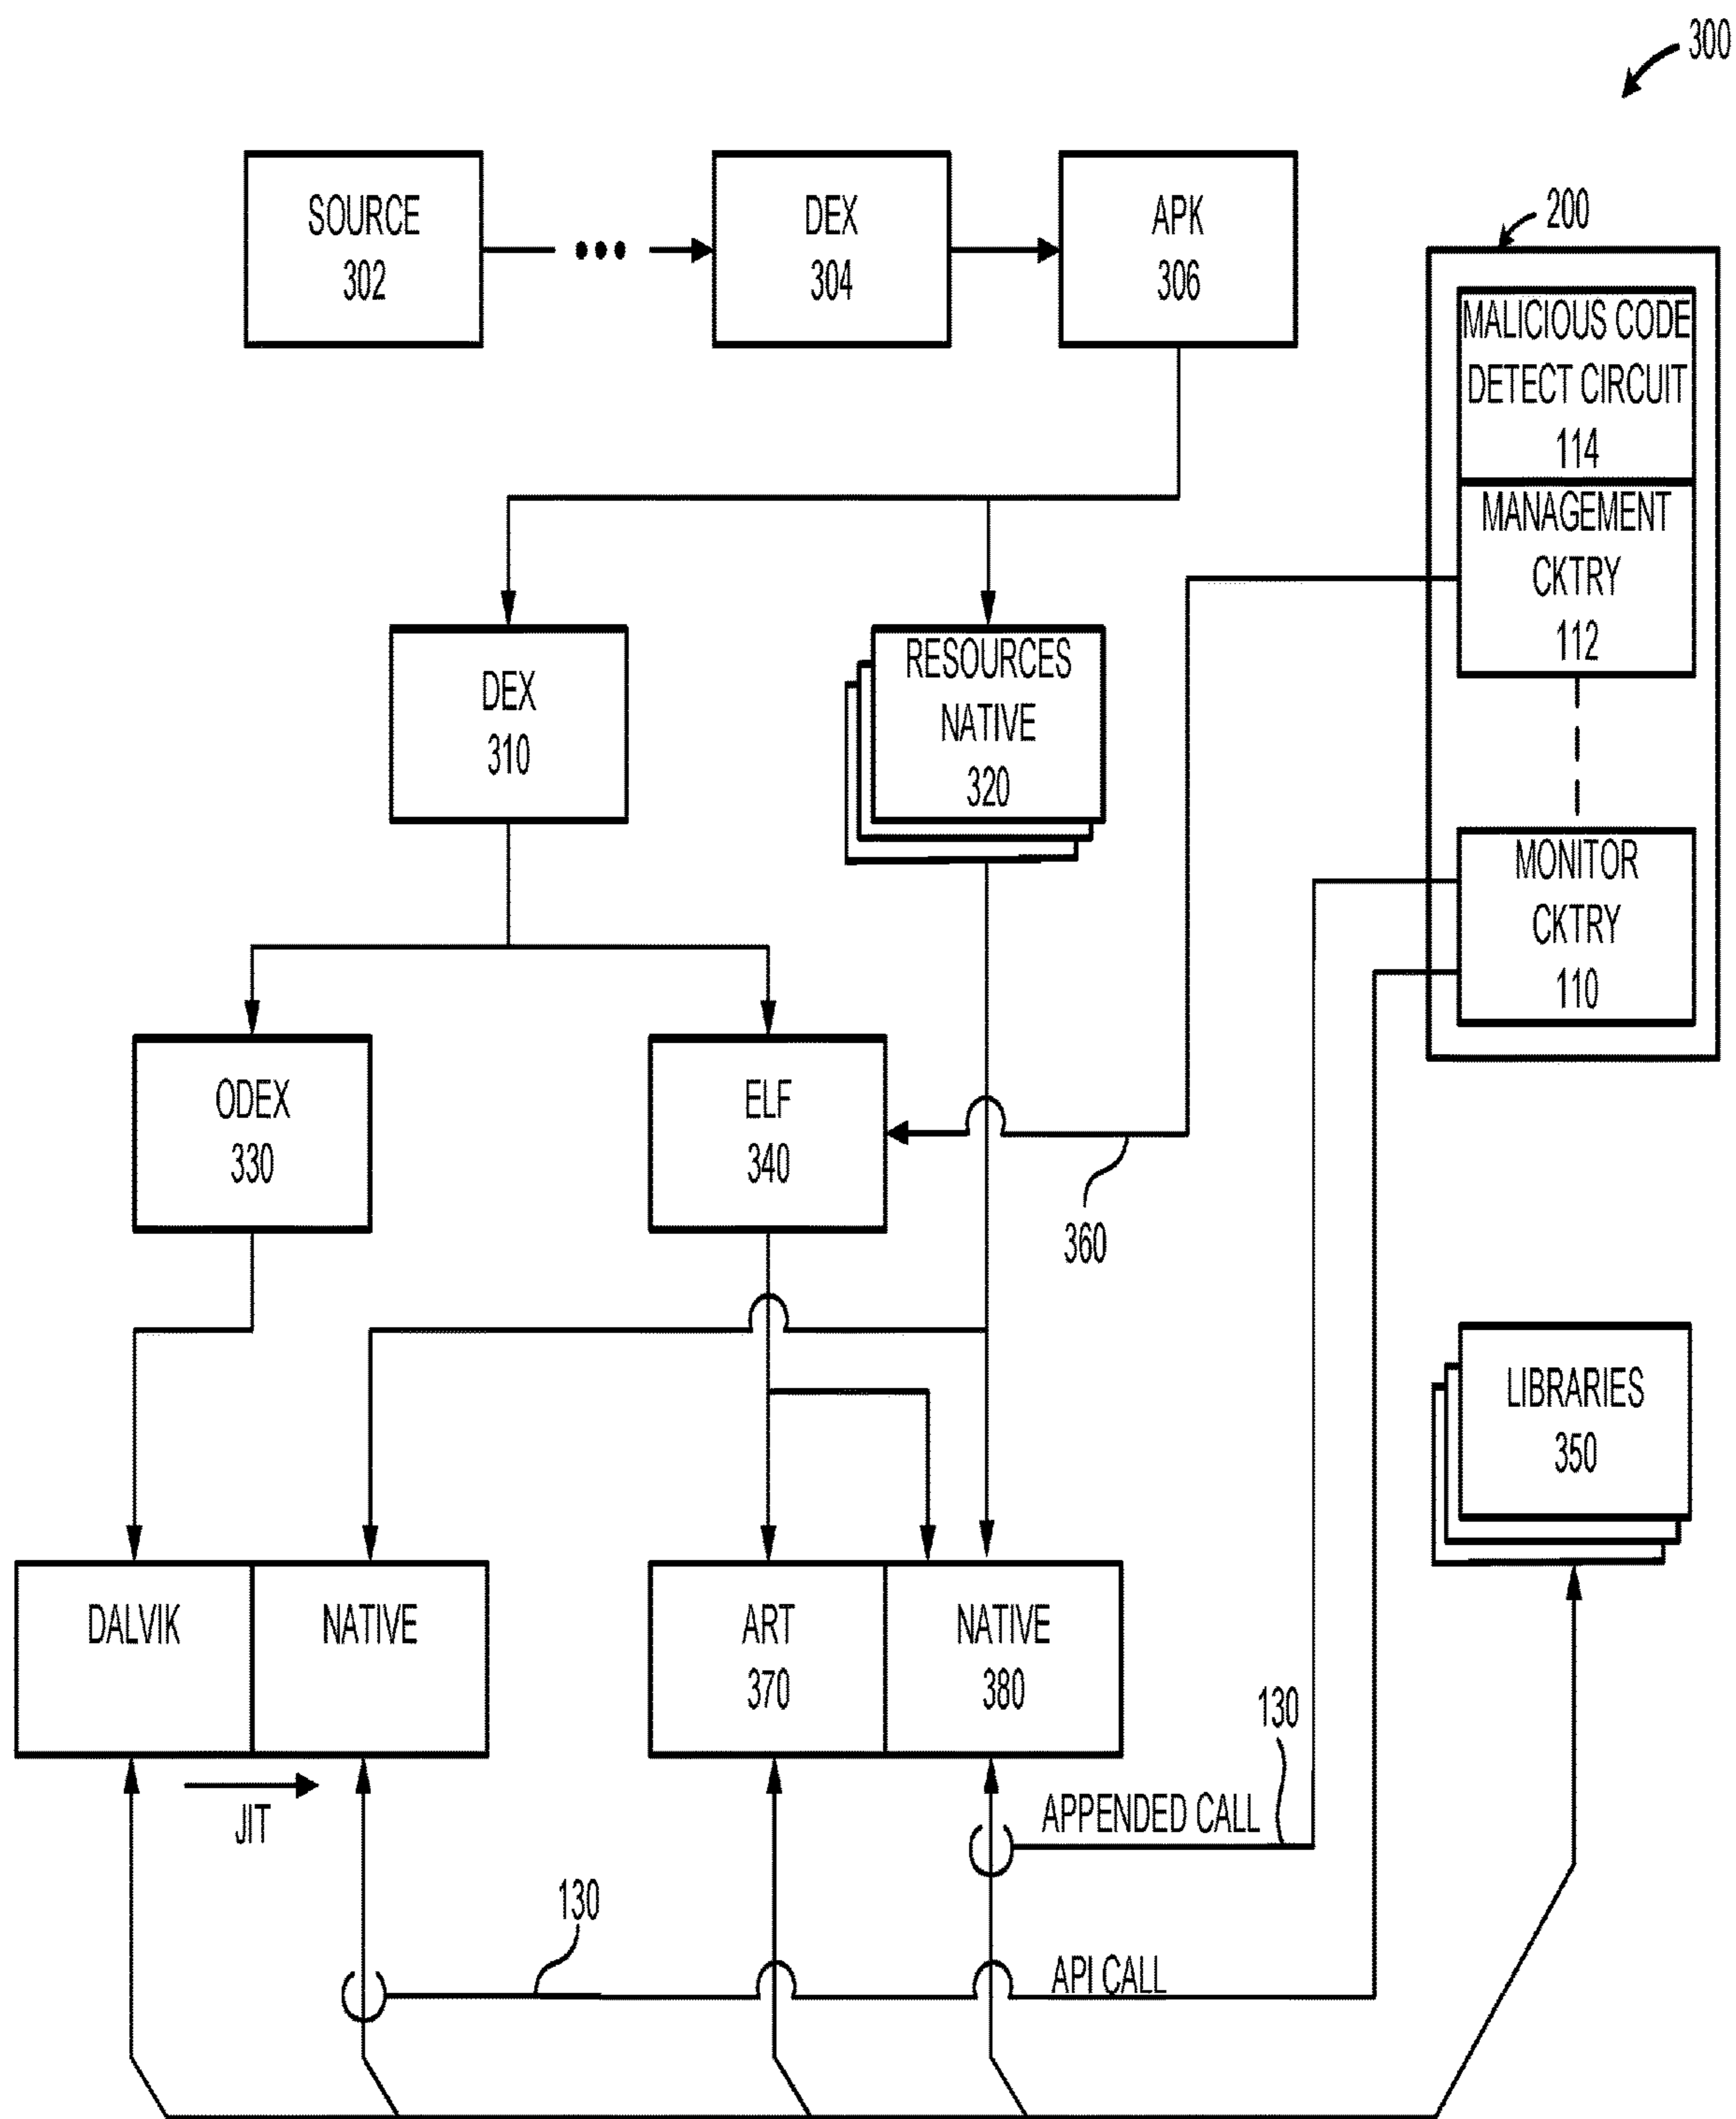 300
SOURCE
302
DEX
304
APK
306
200
MALICIOUS CODE
DETECT CIRCUIT
114
MANAGEMENT
CKTRY
112
DEX
310
RESOURCES
NATIVE
320
MONITOR
CKTRY
110
ODEX
330
ELF
340
360
LIBRARIES
350
DALVIK
NATIVE
ART
370
NATIVE
380
JIT
APPENDED CALL
130
130
API CALL